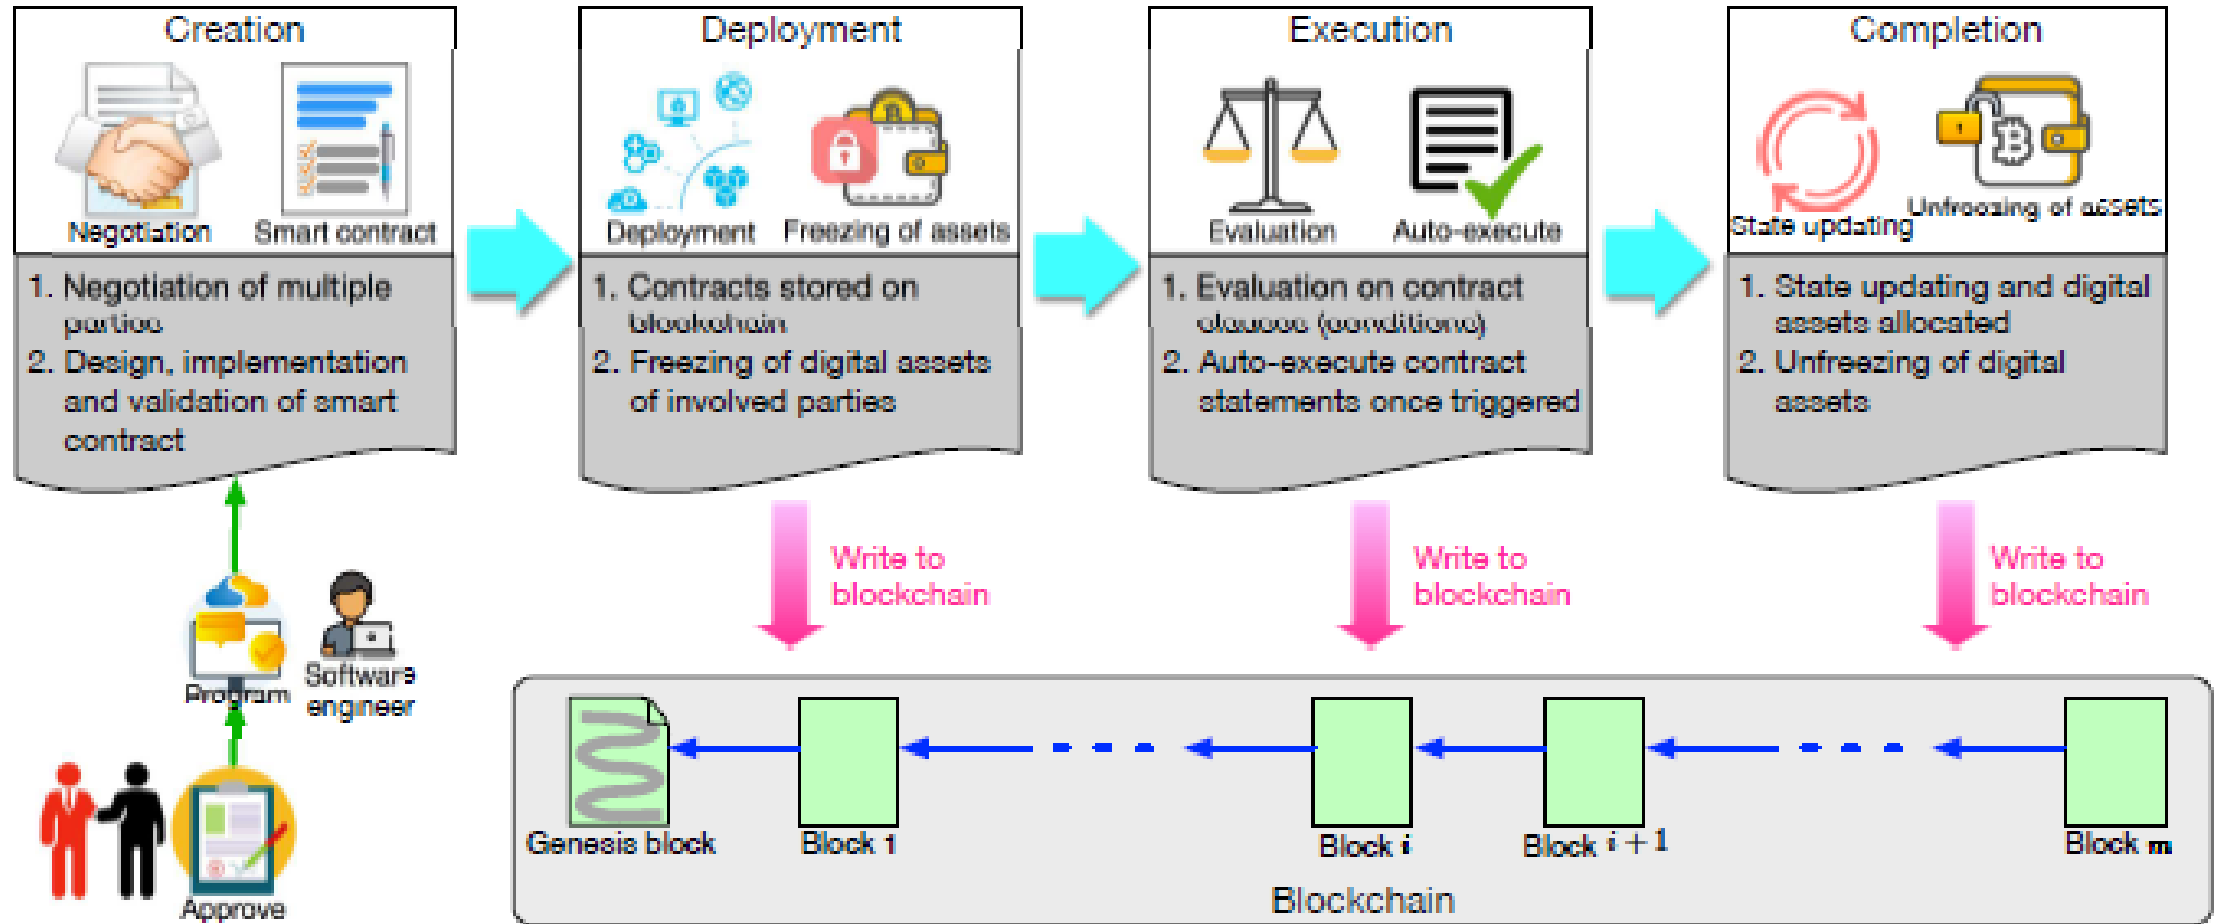 Creation
Negotiation
Smart contract
1. Negotiation of multiple
parties
2. Design, implementation
and validation of smart
contract
Deployment
Deployment
Freezing of assets
1. Contracts stored on
blockchain
2. Freezing of digital assets
of involved parties
Execution
Evaluation
Auto-execute
1. Evaluation on contract
clauses (conditions)
2. Auto-execute contract
statements once triggered
Completion
State updating
Unfreezing of assets
1. State updating and digital
assets allocated
2. Unfreezing of digital
assets
Write to
blockchain
Write to
blockchain
Write to
blockchain
Program
Software
engineer
Approve
Genesis block
Block 1
Block i
Block i + 1
Block m
Blockchain